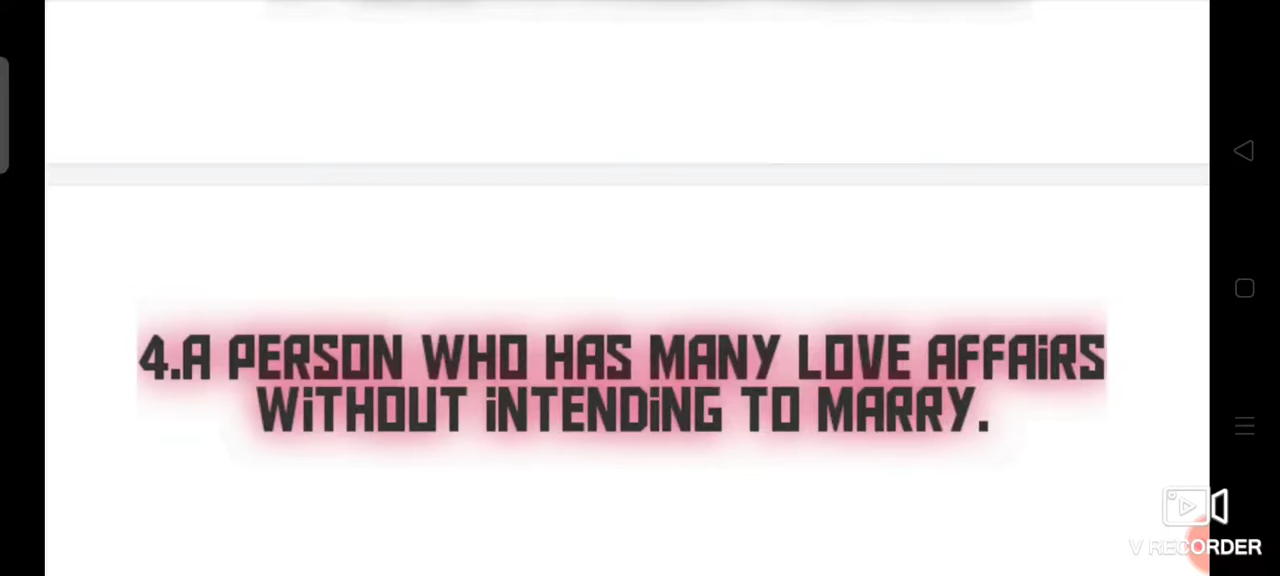 4.A PERSON WHO HAS MANY LOVE AFFAiRS
WiTHOUT iNTENDiNG TO MARRY.
V RECORDER